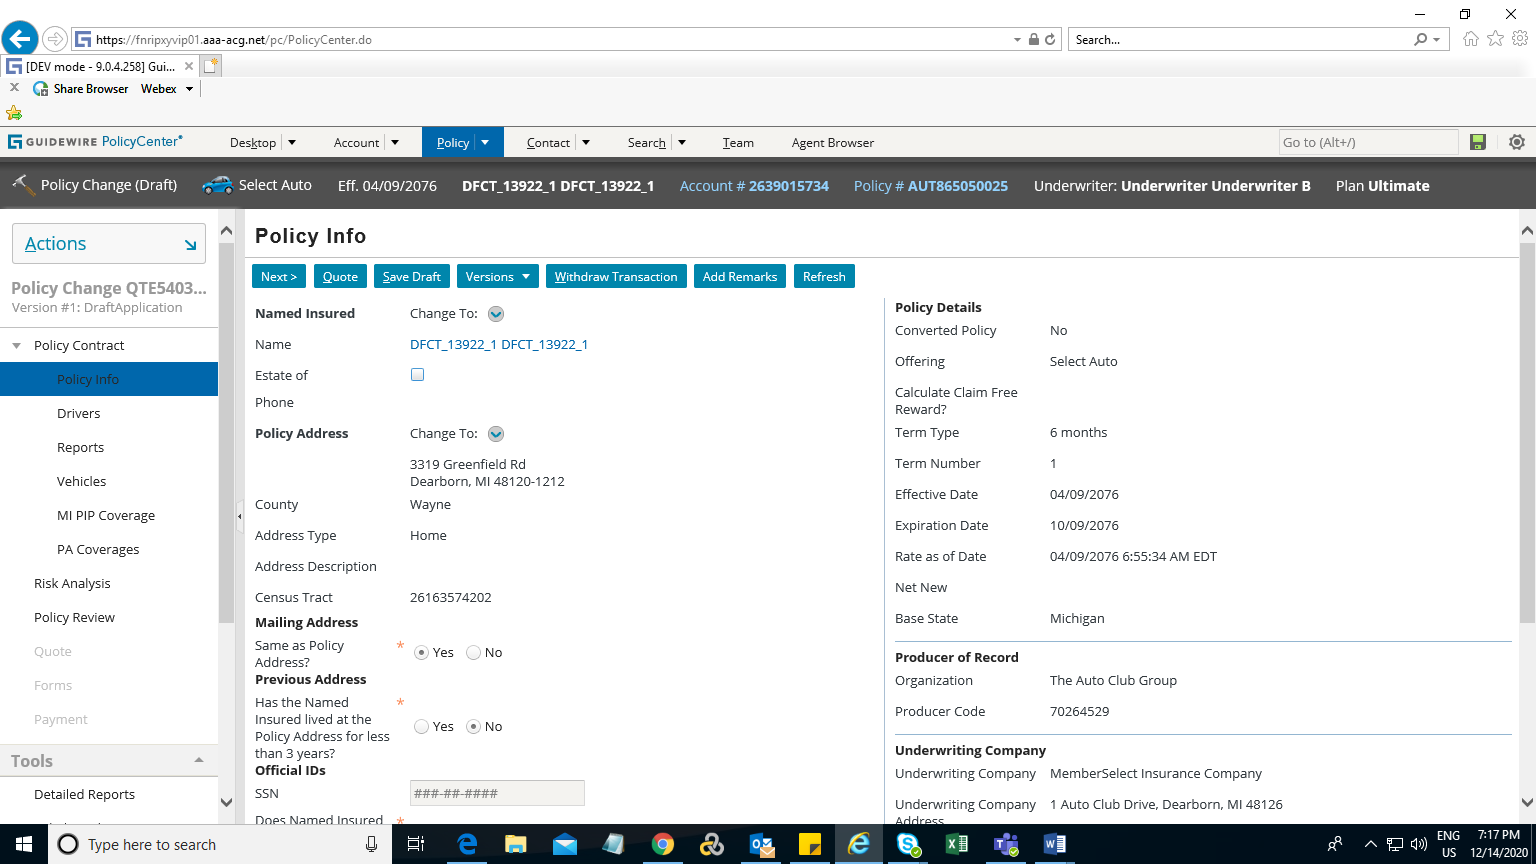 https://fnripxyvip01.aaa-acg.net/pc/PolicyCenter.do
Search...
[DEV mode - 9.0.4.258] Gui...
x Share Browser Webex
GUIDEWIRE PolicyCenter®
Desktop Account Policy Contact Search Team Agent Browser
Go to (Alt+/)
Policy Change (Draft) Select Auto Eff. 04/09/2076 DFCT_13922_1 DFCT_13922_1 Account # 2639015734 Policy # AUT865050025 Underwriter: Underwriter Underwriter B Plan Ultimate
Actions
Policy Change QTE5403...
Version #1: DraftApplication
Policy Contract
Policy Info
Drivers
Reports
Vehicles
MI PIP Coverage
PA Coverages
Risk Analysis
Policy Review
Quote
Forms
Payment
Tools
Detailed Reports
Policy Info
Next > Quote Save Draft Versions Withdraw Transaction Add Remarks Refresh
Named Insured Change To:
Name DFCT_13922_1 DFCT_13922_1
Estate of
Phone
Policy Address Change To:
3319 Greenfield Rd
Dearborn, MI 48120-1212
County Wayne
Address Type Home
Address Description
Census Tract 26163574202
Mailing Address
Same as Policy
Address?
* Yes No
Previous Address
Has the Named
Insured lived at the
Policy Address for less
than 3 years?
* Yes No
Official IDs
SSN ###-##-####
Does Named Insured *
Policy Details
Converted Policy No
Offering Select Auto
Calculate Claim Free
Reward?
Term Type 6 months
Term Number 1
Effective Date 04/09/2076
Expiration Date 10/09/2076
Rate as of Date 04/09/2076 6:55:34 AM EDT
Net New
Base State Michigan
Producer of Record
Organization The Auto Club Group
Producer Code 70264529
Underwriting Company
Underwriting Company MemberSelect Insurance Company
Underwriting Company 1 Auto Club Drive, Dearborn, MI 48126
Address
Type here to search
ENG
US
7:17 PM
12/14/2020